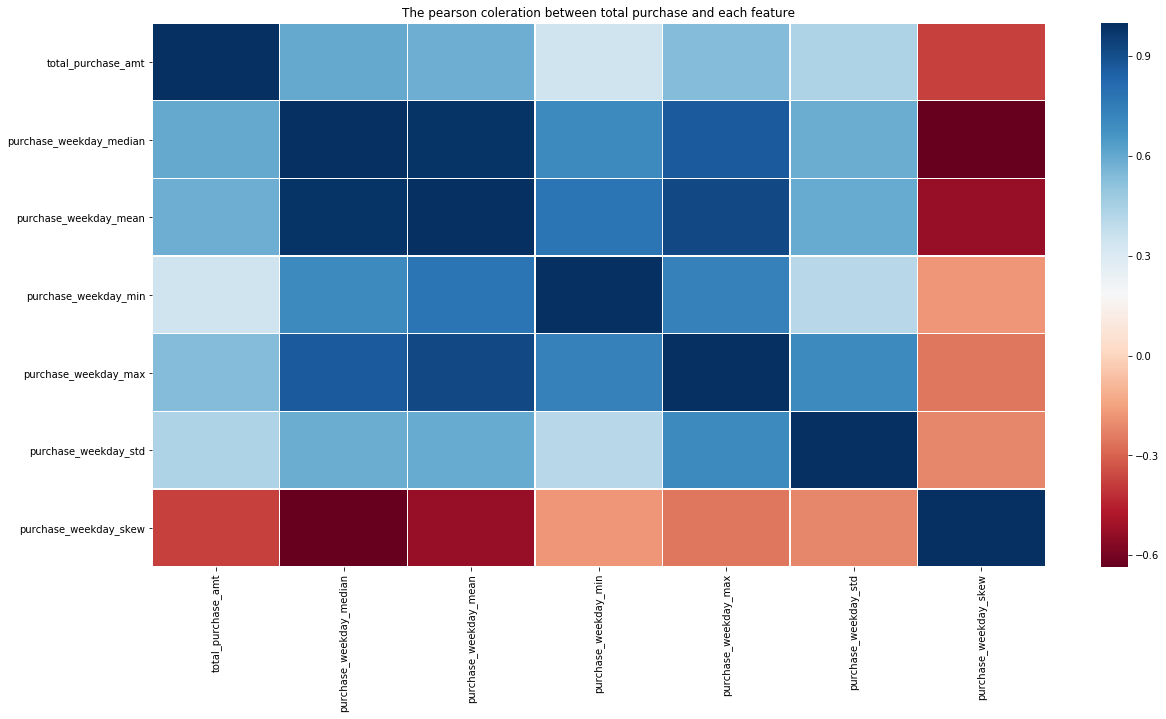 The pearson coleration between total purchase and each feature
total_purchase_amt
purchase_weekday_median
purchase_weekday_mean
purchase_weekday_min
purchase_weekday_max
purchase_weekday_std
purchase_weekday_skew
total_purchase_amt
purchase_weekday_median
purchase_weekday_mean
purchase_weekday_min
purchase_weekday_max
purchase_weekday_std
purchase_weekday_skew
0.9
0.6
0.3
0.0
−0.3
−0.6